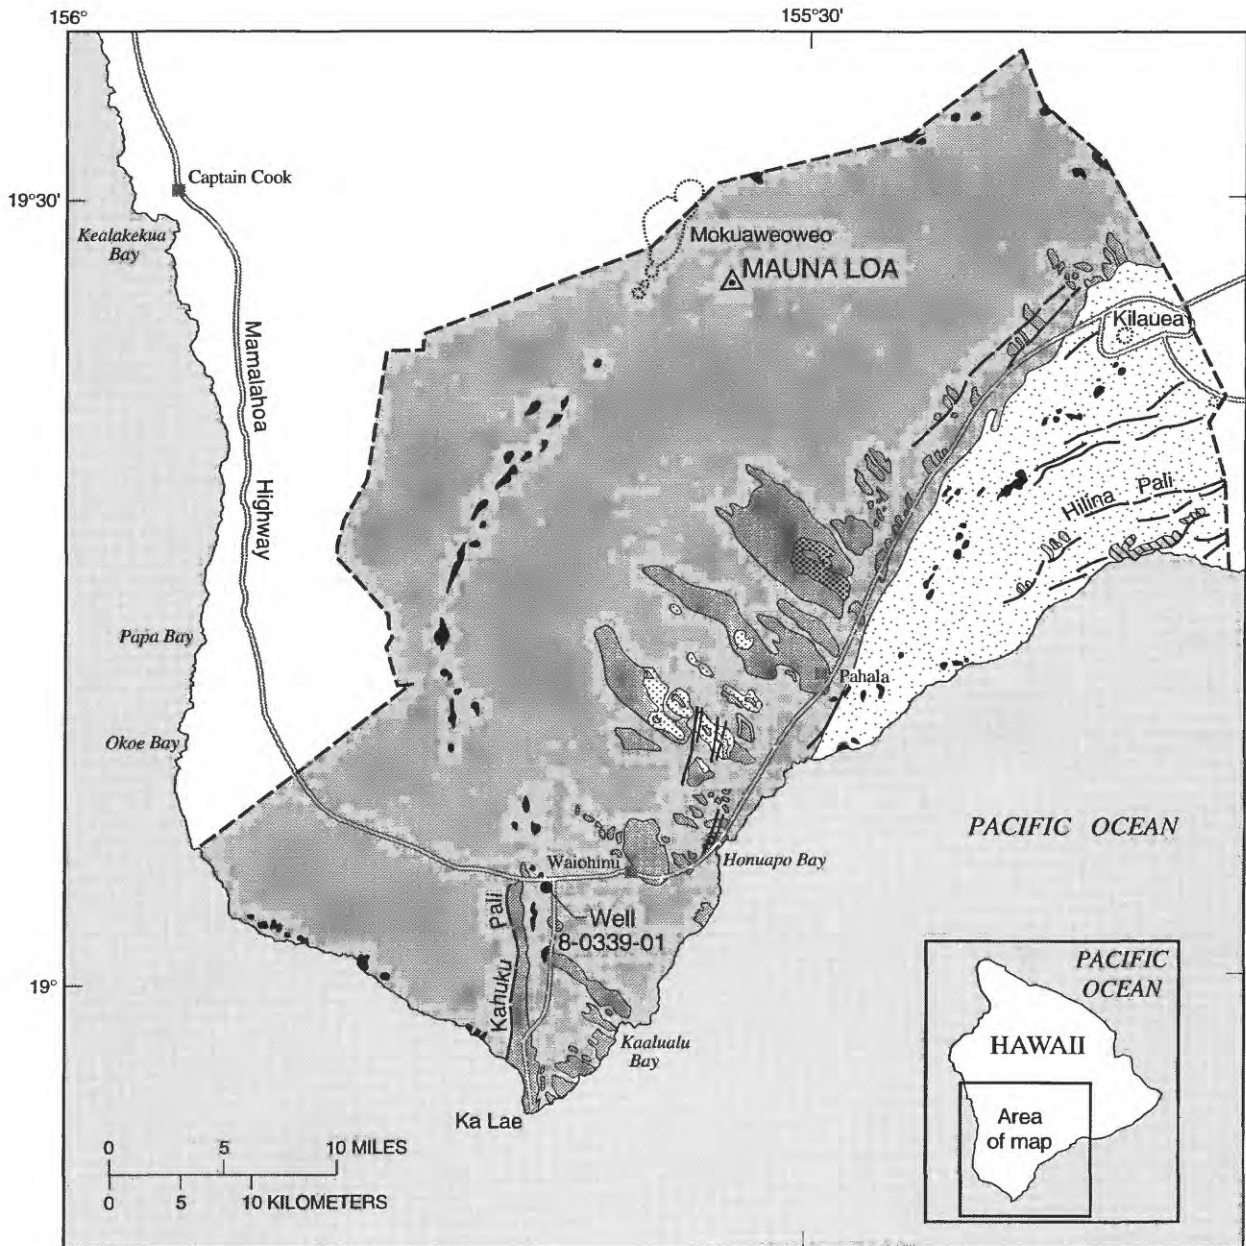 156°
155°30'
19°30'
Captain Cook
Kealakekua
Bay
Mokuaweoweo
MAUNA LOA
Kilauea
Mamalahoa
Highway
Hilina Pali
Papa Bay
Pahala
Okoe Bay
PACIFIC OCEAN
Waiohinu
Honuapo Bay
Well
8-0339-01
Kahuku Pali
19°
Kaalualu
Bay
Ka Lae
0 5 10 MILES
0 5 10 KILOMETERS
PACIFIC
OCEAN
HAWAII
Area
of map